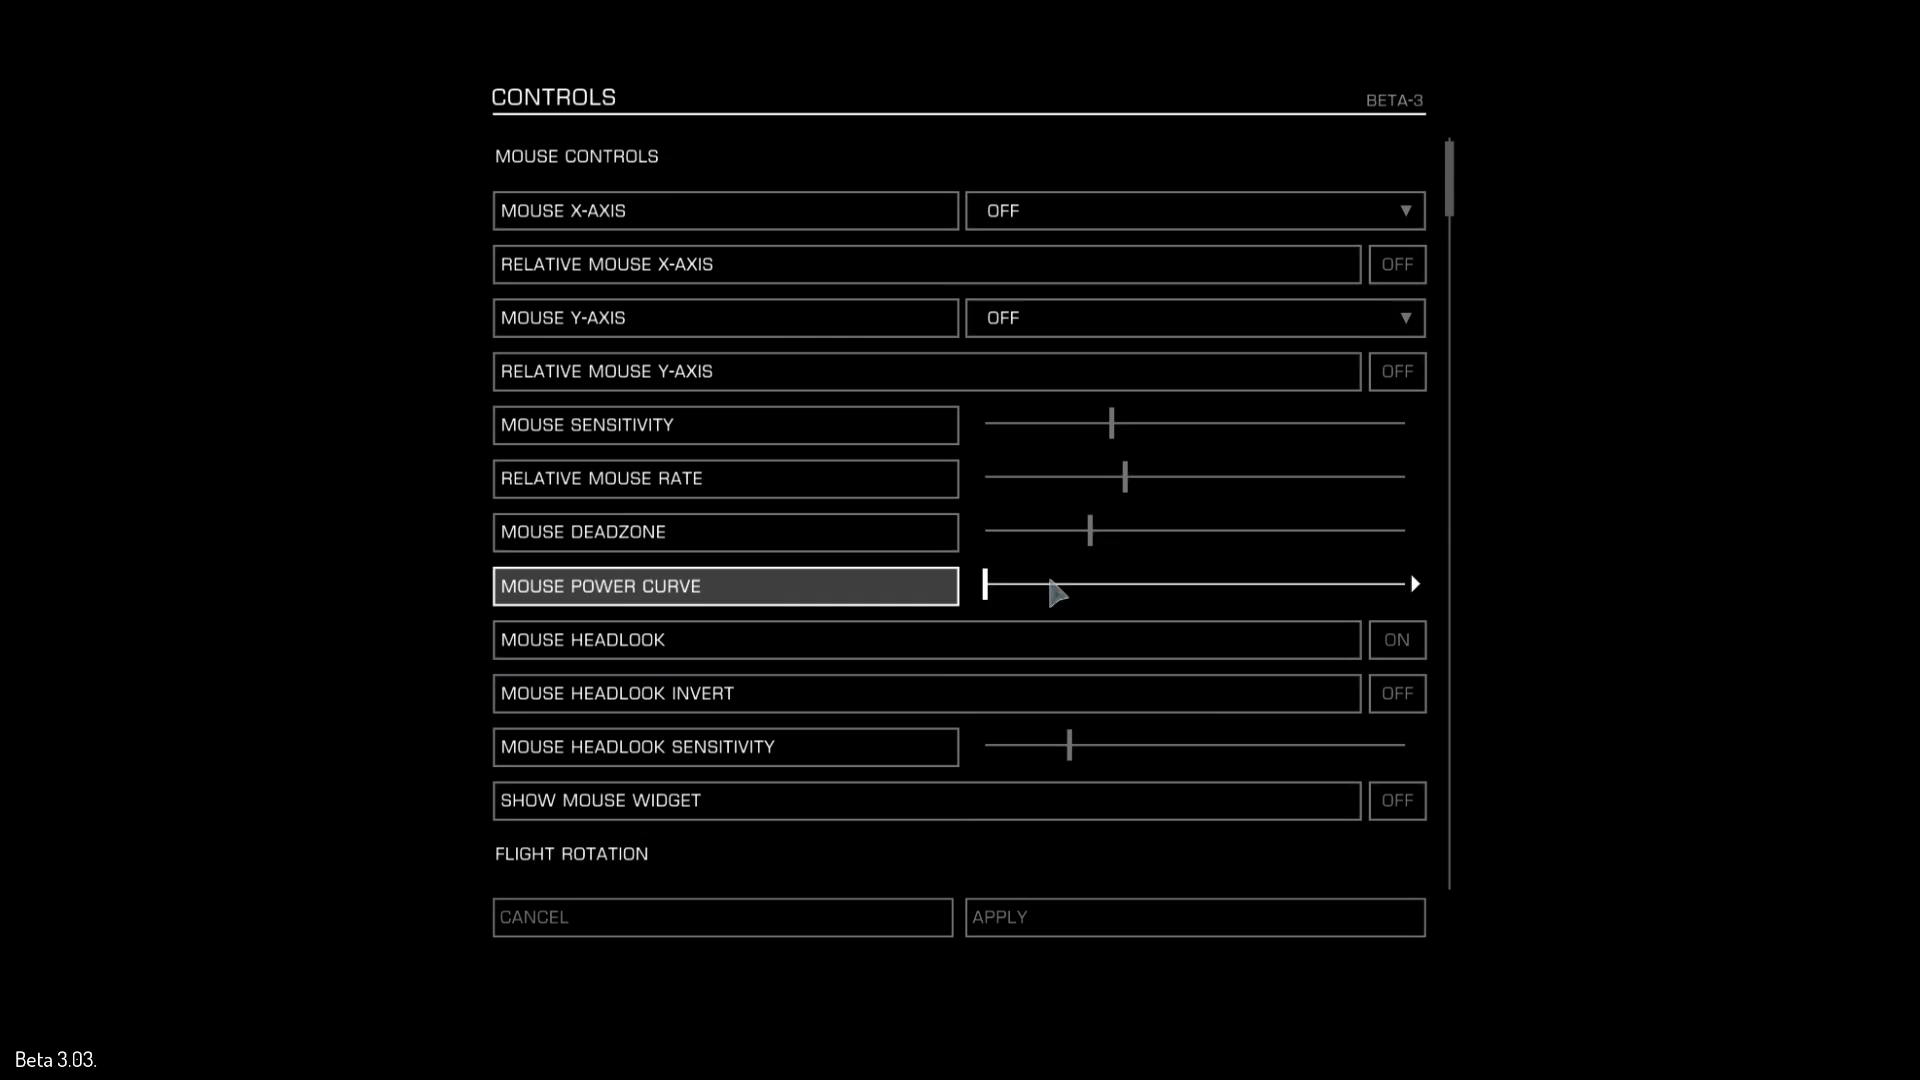 CONTROLS
BETA-3
MOUSE CONTROLS
MOUSE X-AXIS OFF
RELATIVE MOUSE X-AXIS OFF
MOUSE Y-AXIS OFF
RELATIVE MOUSE Y-AXIS OFF
MOUSE SENSITIVITY
RELATIVE MOUSE RATE
MOUSE DEADZONE
MOUSE POWER CURVE
MOUSE HEADLOOK ON
MOUSE HEADLOOK INVERT OFF
MOUSE HEADLOOK SENSITIVITY
SHOW MOUSE WIDGET OFF
FLIGHT ROTATION
CANCEL APPLY
Beta 3.03.